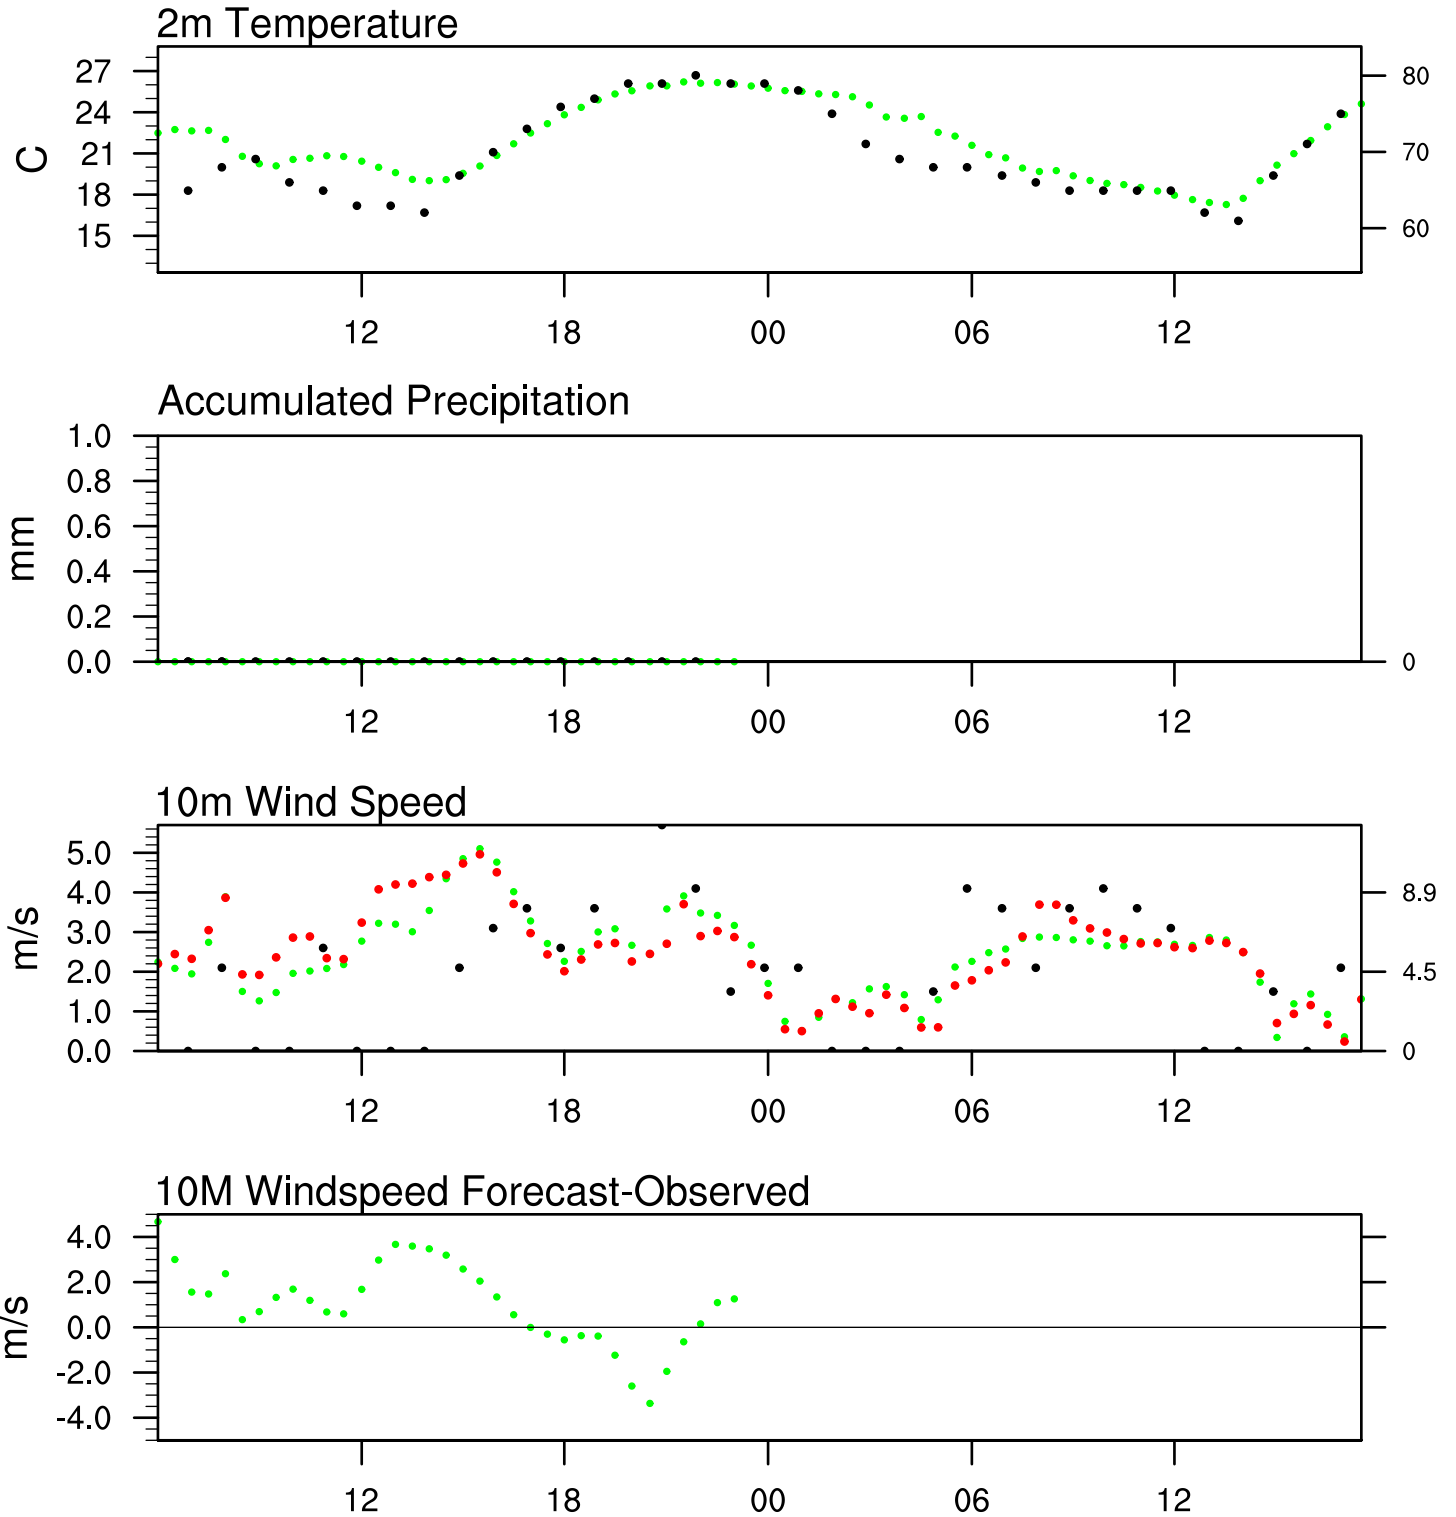 2m Temperature
27
24
21
18
15
C
80
70
60
12 18 00 06 12
Accumulated Precipitation
1.0
0.8
0.6
0.4
0.2
0.0
mm
0
12 18 00 06 12
10m Wind Speed
5.0
4.0
3.0
2.0
1.0
0.0
m/s
8.9
4.5
0
12 18 00 06 12
10M Windspeed Forecast-Observed
4.0
2.0
0.0
-2.0
-4.0
m/s
12 18 00 06 12